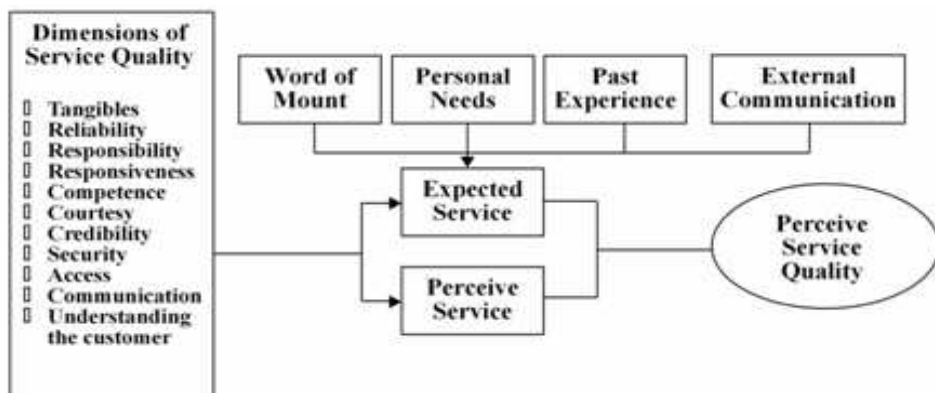 Dimensions of
Service Quality
▯ Tangibles
▯ Reliability
▯ Responsibility
▯ Responsiveness
▯ Competence
▯ Courtesy
▯ Credibility
▯ Security
▯ Access
▯ Communication
▯ Understanding
the customer
Word of
Mount
Personal
Needs
Past
Experience
External
Communication
Expected
Service
Perceive
Service
Perceive
Service
Quality